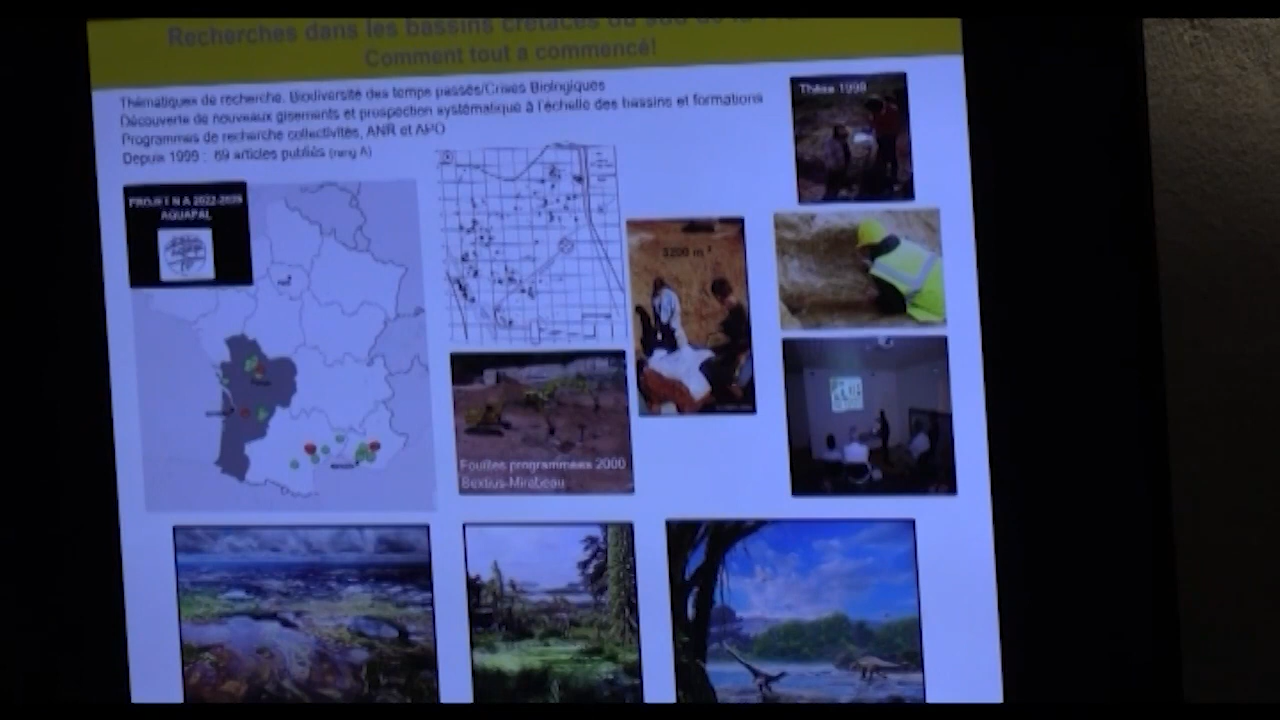 Recherches dans les bassins crétacés du sud de la
Comment tout a commencé!
Thématiques de recherche. Biodiversité des temps passés/Crises Biologiques
Découverte de nouveaux gisements et prospection systématique à l'échelle des bassins et formations
Programmes de recherche collectivités, ANR et APO
Depuis 1999 : 69 articles publiés (rang A)
Thèse 1998
PROJET N A 2022-2025
AQUAPAL
3200 m²
Fouilles programmées 2000
Sextius-Mirabeau